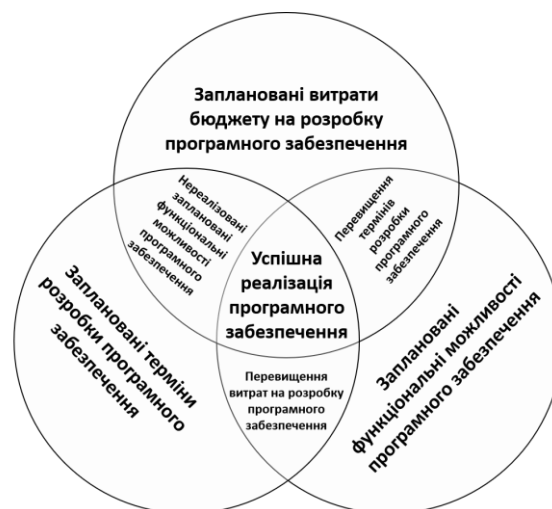 Заплановані витрати
бюджету на розробку
програмного забезпечення
Нереалізовані
заплановані
функціональні
можливості
програмного
забезпечення
Перевищення
термінів
розробки
програмного
забезпечення
Успішна
реалізація
програмного
забезпечення
Заплановані терміни
розробки програмного
забезпечення
Перевищення
витрат на розробку
програмного
забезпечення
Заплановані
функціональні можливості
програмного забезпечення